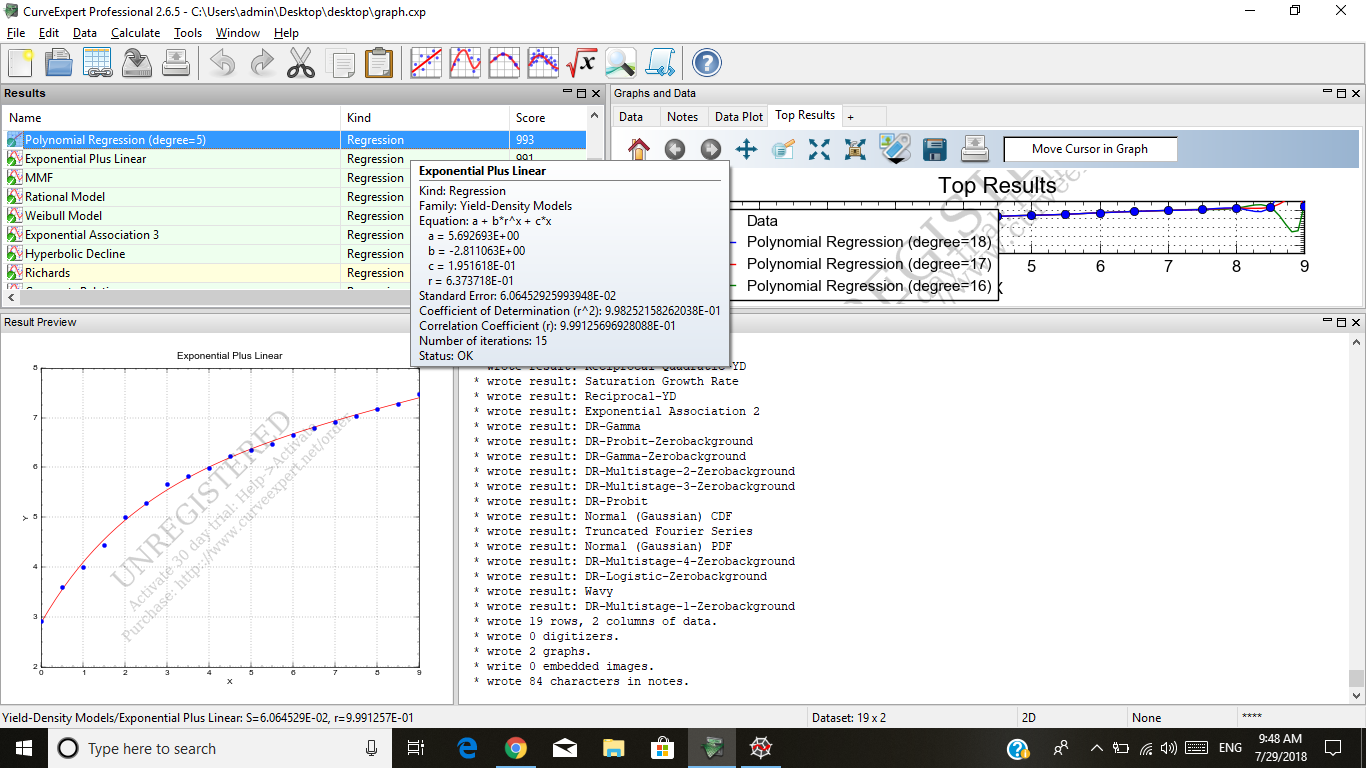 CurveExpert Professional 2.6.5 - C:\Users\admin\Desktop\desktop\graph.cxp
File Edit Data Calculate Tools Window Help
Results
Name Kind Score
Polynomial Regression (degree=5) Regression 993
Exponential Plus Linear Regression 991
MMF Regression
Rational Model Regression
Weibull Model Regression
Exponential Association 3 Regression
Hyperbolic Decline Regression
Richards Regression
Exponential Plus Linear
Kind: Regression
Family: Yield-Density Models
Equation: a + b*r^x + c*x
a = 5.692693E+00
b = -2.811063E+00
c = 1.951618E-01
r = 6.373718E-01
Standard Error: 6.06452925993948E-02
Coefficient of Determination (r^2): 9.98252158262038E-01
Correlation Coefficient (r): 9.99125696928088E-01
Number of iterations: 15
Status: OK
Graphs and Data
Data Notes Data Plot Top Results +
Move Cursor in Graph
Top Results
Data
Polynomial Regression (degree=18)
Polynomial Regression (degree=17)
Polynomial Regression (degree=16)
5 6 7 8 9
X
Result Preview
Exponential Plus Linear
8
7
6
5
4
3
2
Y
0 1 2 3 4 5 6 7 8 9
X
UNREGISTERED
Activate 30 day trial: Help->Activate
Purchase: http://www.curveexpert.net/order
* wrote result: Reciprocal Quadratic-YD
* wrote result: Saturation Growth Rate
* wrote result: Reciprocal-YD
* wrote result: Exponential Association 2
* wrote result: DR-Gamma
* wrote result: DR-Probit-Zerobackground
* wrote result: DR-Gamma-Zerobackground
* wrote result: DR-Multistage-2-Zerobackground
* wrote result: DR-Multistage-3-Zerobackground
* wrote result: DR-Probit
* wrote result: Normal (Gaussian) CDF
* wrote result: Truncated Fourier Series
* wrote result: Normal (Gaussian) PDF
* wrote result: DR-Multistage-4-Zerobackground
* wrote result: DR-Logistic-Zerobackground
* wrote result: Wavy
* wrote result: DR-Multistage-1-Zerobackground
* wrote 19 rows, 2 columns of data.
* wrote 0 digitizers.
* wrote 2 graphs.
* write 0 embedded images.
* wrote 84 characters in notes.
Yield-Density Models/Exponential Plus Linear: S=6.064529E-02, r=9.991257E-01
Dataset: 19 x 2 2D None ****
Type here to search
ENG
9:48 AM
7/29/2018